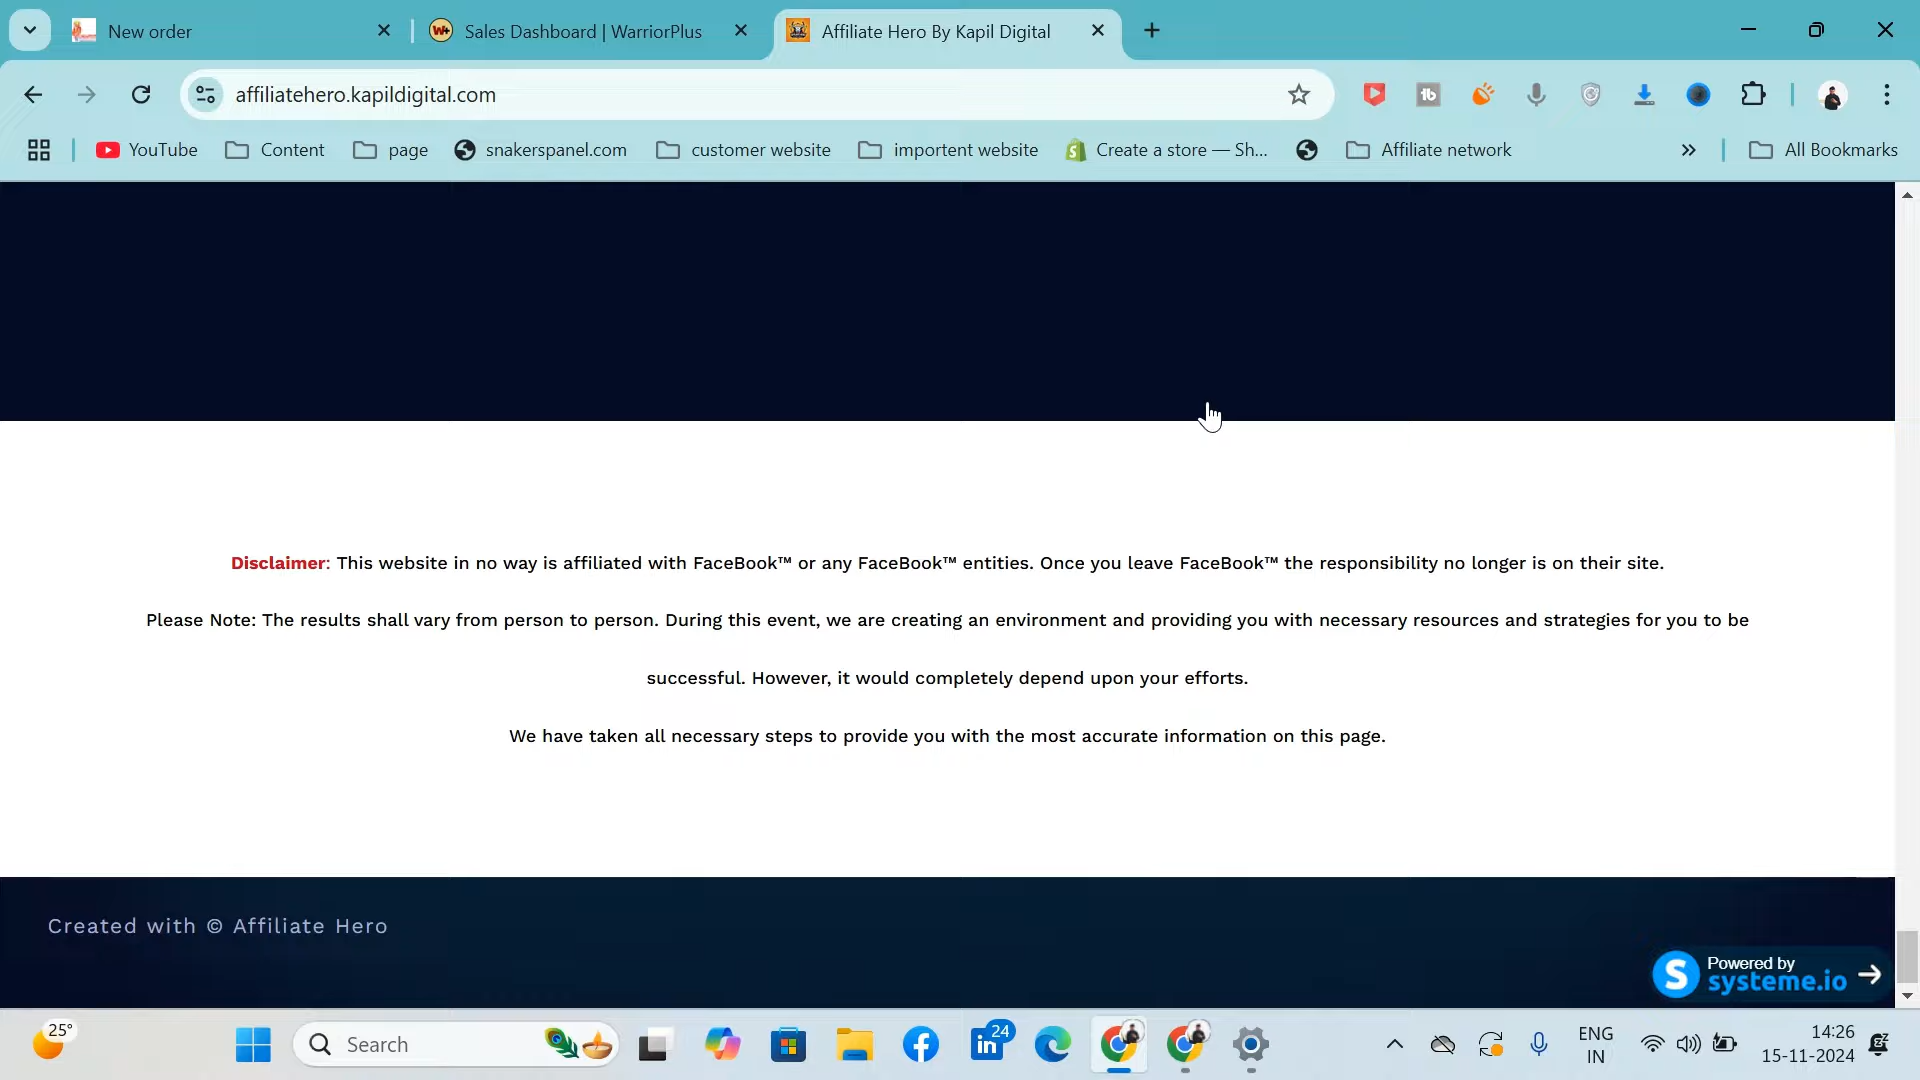 New order
Sales Dashboard | WarriorPlus
Affiliate Hero By Kapil Digital
affiliatehero.kapildigital.com
YouTube
Content
page
snakerspanel.com
customer website
importent website
Create a store — Sh...
Affiliate network
All Bookmarks
Disclaimer: This website in no way is affiliated with FaceBook™ or any FaceBook™ entities. Once you leave FaceBook™ the responsibility no longer is on their site.
Please Note: The results shall vary from person to person. During this event, we are creating an environment and providing you with necessary resources and strategies for you to be
successful. However, it would completely depend upon your efforts.
We have taken all necessary steps to provide you with the most accurate information on this page.
Created with © Affiliate Hero
Powered by
systeme.io
25°
Search
24
ENG
IN
14:26
15-11-2024